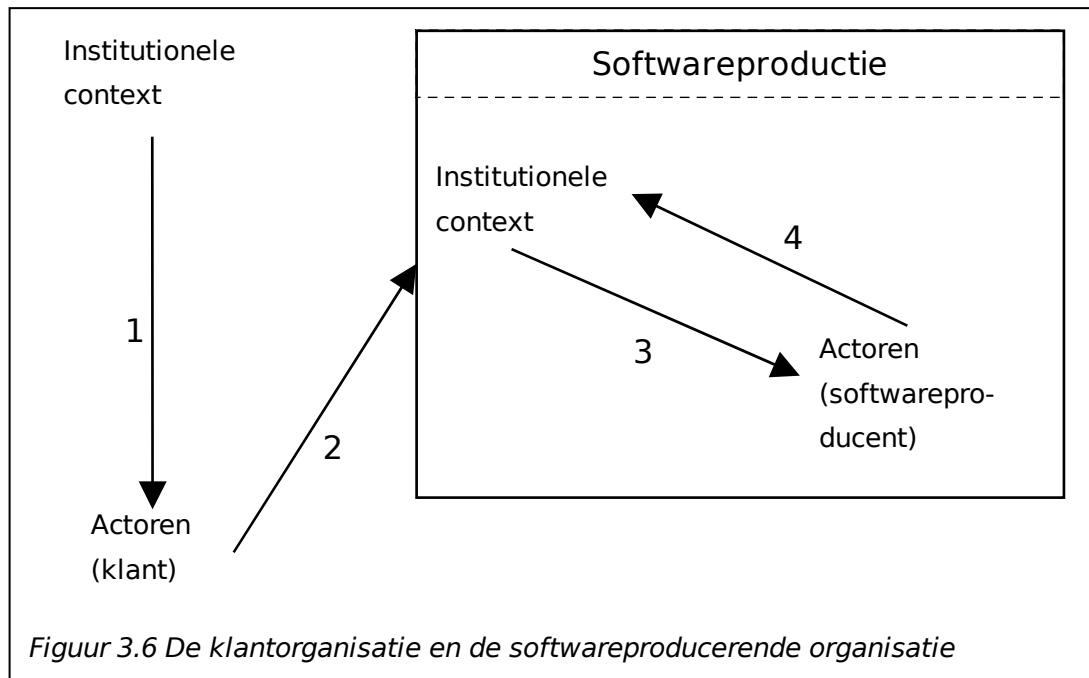 Institutionele
context
1
Actoren
(klant)
2
Softwareproductie
Institutionele
context
3
4
Actoren
(softwarepro-
ducent)
Figuur 3.6 De klantorganisatie en de softwareproducerende organisatie